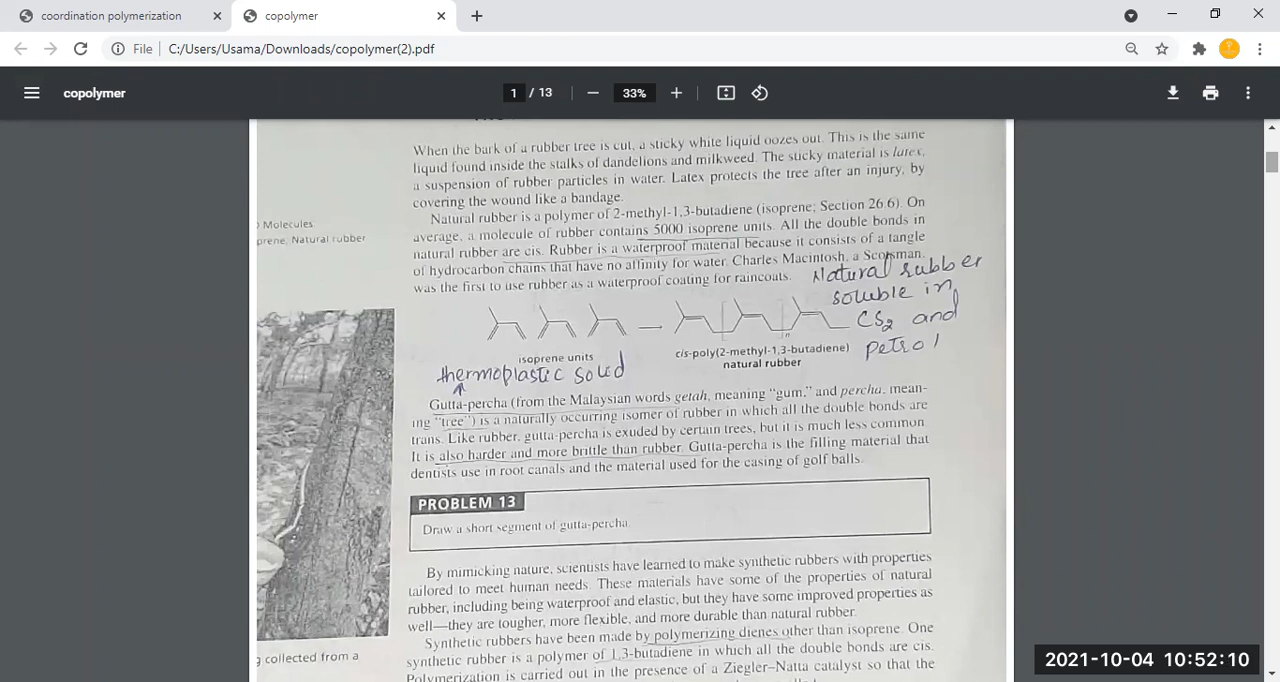 coordination polymerization
copolymer
File
C:/Users/Usama/Downloads/copolymer(2).pdf
copolymer
1 / 13
33%
When the bark of a rubber tree is cut, a sticky white liquid oozes out. This is the same
liquid found inside the stalks of dandelions and milkweed. The sticky material is latex,
a suspension of rubber particles in water. Latex protects the tree after an injury, by
covering the wound like a bandage.
Natural rubber is a polymer of 2-methyl-1,3-butadiene (isoprene; Section 26.6). On
average, a molecule of rubber contains 5000 isoprene units. All the double bonds in
natural rubber are cis. Rubber is a waterproof material because it consists of a tangle
of hydrocarbon chains that have no affinity for water. Charles Macintosh, a Scotsman,
was the first to use rubber as a waterproof coating for raincoats.
Molecules
prene, Natural rubber
Natural rubber
soluble in
CS2 and
petrol
n
isoprene units
cis-poly(2-methyl-1,3-butadiene)
natural rubber
thermoplastic solid
Gutta-percha (from the Malaysian words getah, meaning "gum," and percha, mean-
ing "tree") is a naturally occurring isomer of rubber in which all the double bonds are
trans. Like rubber, gutta-percha is exuded by certain trees, but it is much less common.
It is also harder and more brittle than rubber. Gutta-percha is the filling material that
dentists use in root canals and the material used for the casing of golf balls.
PROBLEM 13
Draw a short segment of gutta-percha.
By mimicking nature, scientists have learned to make synthetic rubbers with properties
tailored to meet human needs. These materials have some of the properties of natural
rubber, including being waterproof and elastic, but they have some improved properties as
well—they are tougher, more flexible, and more durable than natural rubber.
Synthetic rubbers have been made by polymerizing dienes other than isoprene. One
synthetic rubber is a polymer of 1,3-butadiene in which all the double bonds are cis.
Polymerization is carried out in the presence of a Ziegler–Natta catalyst so that the
g collected from a
2021-10-04 10:52:10